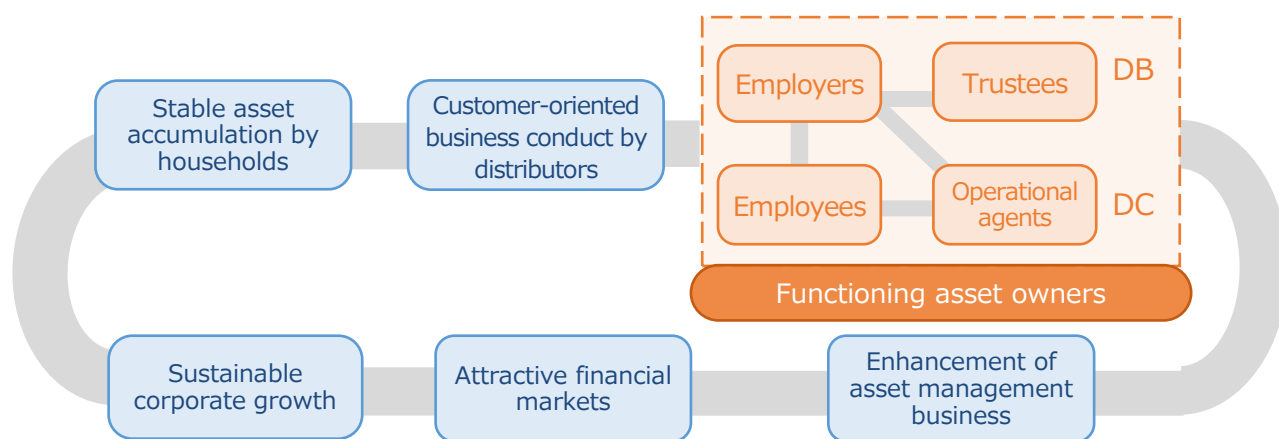 Stable asset
accumulation by
households
Customer-oriented
business conduct by
distributors
Employers
Trustees
DB
Employees
Operational
agents
DC
Functioning asset owners
Sustainable
corporate growth
Attractive financial
markets
Enhancement of
asset management
business